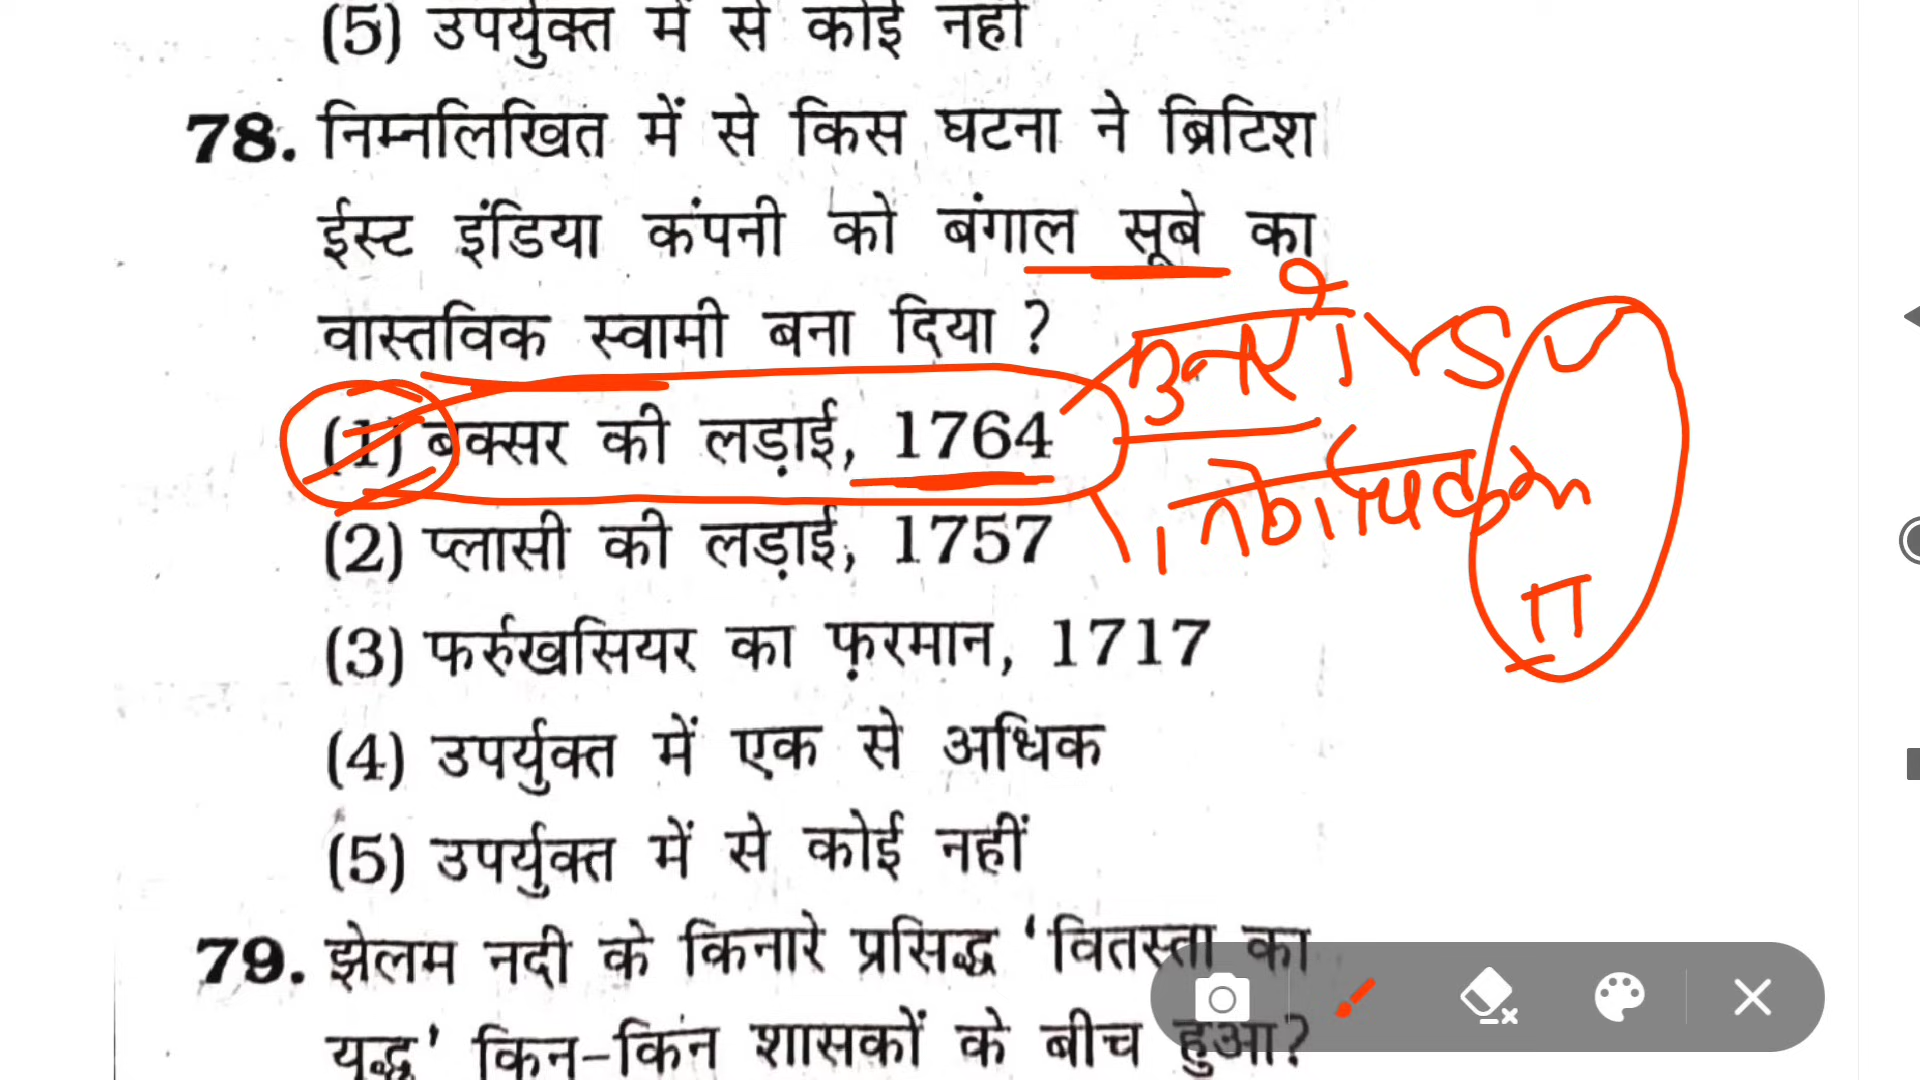 (5) उपर्युक्त में से कोई नहीं
78. निम्नलिखित में से किस घटना ने ब्रिटिश
ईस्ट इंडिया कंपनी को बंगाल सूबे का
वास्तविक स्वामी बना दिया ?
(1) बक्सर की लड़ाई, 1764
(2) प्लासी की लड़ाई, 1757
(3) फर्रुखसियर का फ़रमान, 1717
(4) उपर्युक्त में एक से अधिक
(5) उपर्युक्त में से कोई नहीं
79. झेलम नदी के किनारे प्रसिद्ध ‘वितस्ता का
युद्ध’ किन-किन शासकों के बीच हुआ?